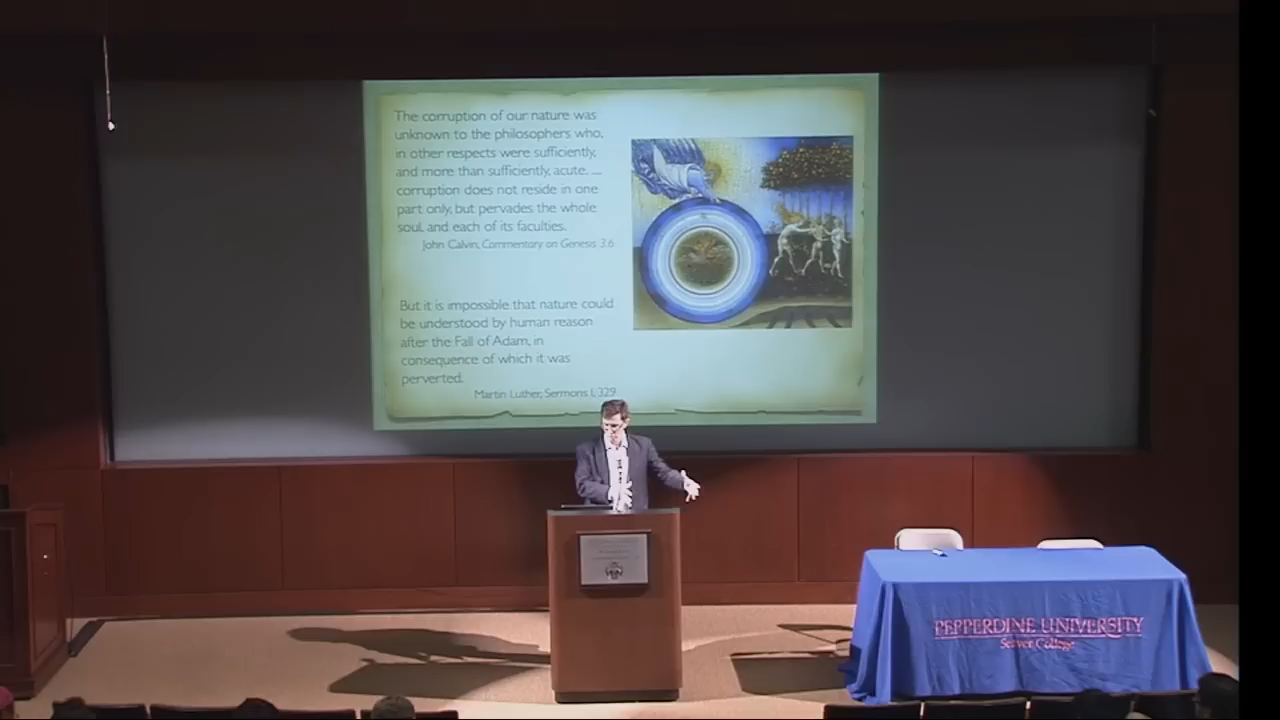 The corruption of our nature was
unknown to the philosophers who,
in other respects were sufficiently,
and more than sufficiently, acute. ....
corruption does not reside in one
part only, but pervades the whole
soul, and each of its faculties.
John Calvin, Commentary on Genesis 3.6
But it is impossible that nature could
be understood by human reason
after the Fall of Adam, in
consequence of which it was
perverted.
Martin Luther, Sermons I, 329
PEPPERDINE UNIVERSITY
Seaver College